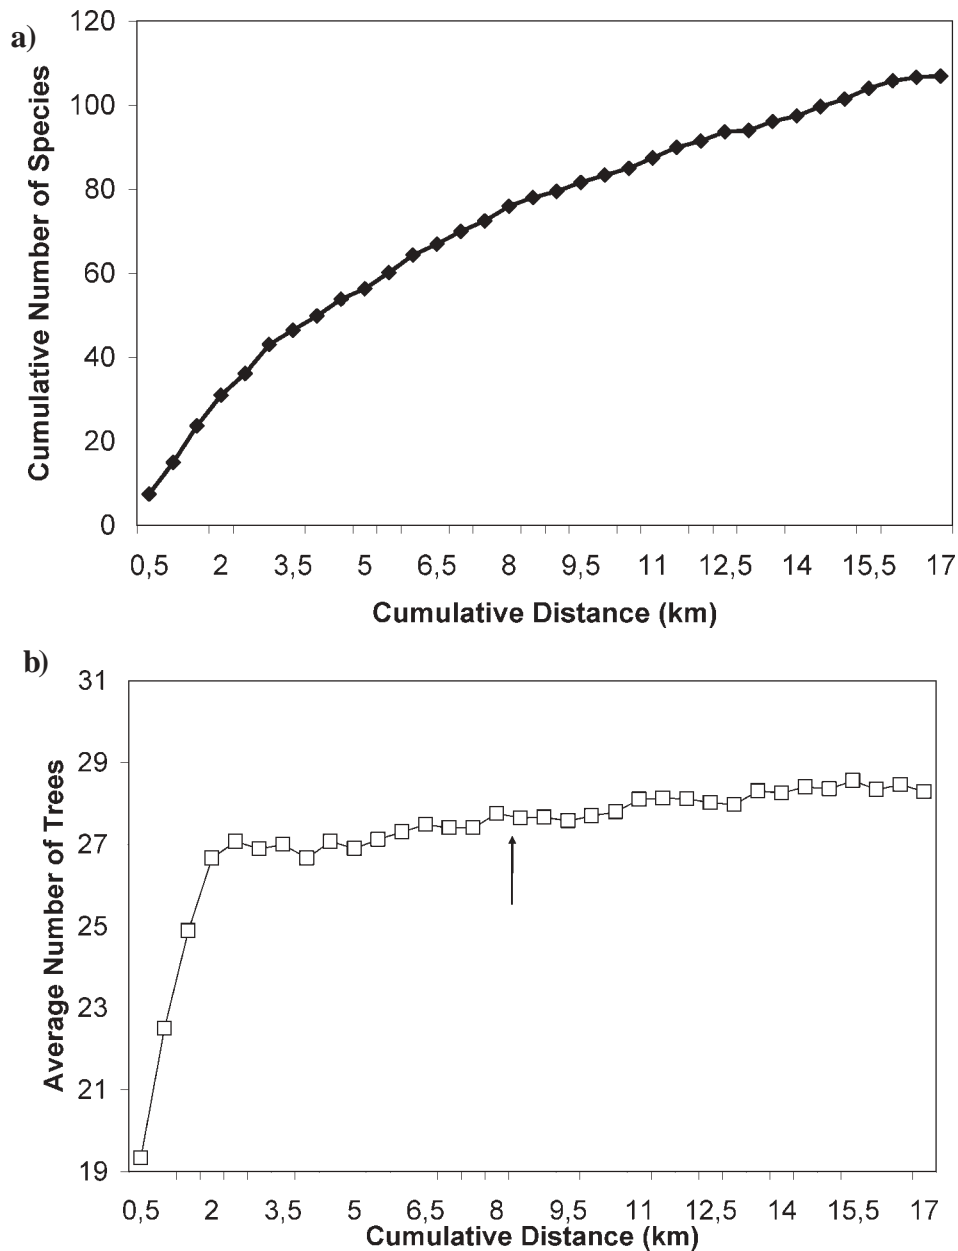 a)
Cumulative Number of Species
120
100
80
60
40
20
0
0,5 2 3,5 5 6,5 8 9,5 11 12,5 14 15,5 17
Cumulative Distance (km)
b)
Average Number of Trees
31
29
27
25
23
21
19
0,5 2 3,5 5 6,5 8 9,5 11 12,5 14 15,5 17
Cumulative Distance (km)